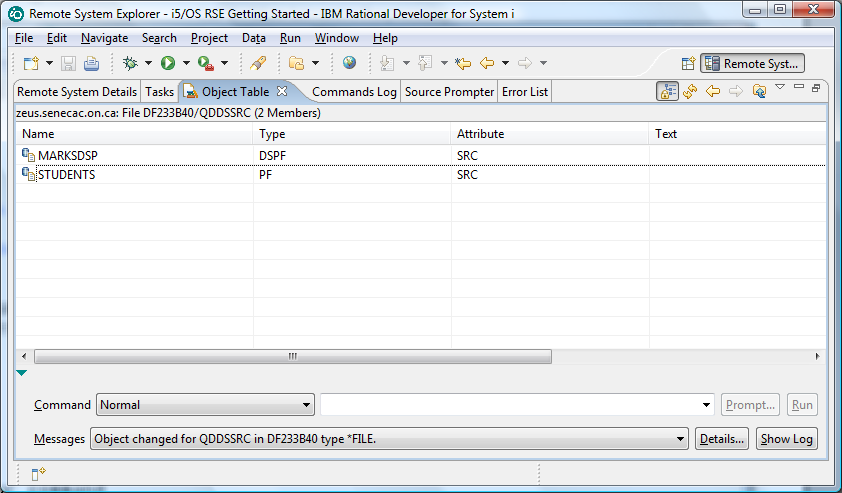 Remote System Explorer - i5/OS RSE Getting Started - IBM Rational Developer for System i
File Edit Navigate Search Project Data Run Window Help
Remote Syst...
Remote System Details Tasks Object Table Commands Log Source Prompter Error List
zeus.senecac.on.ca: File DF233B40/QDDSSRC (2 Members)
Name Type Attribute Text
MARKSDSP DSPF SRC
STUDENTS PF SRC
Command Normal Prompt... Run
Messages Object changed for QDDSSRC in DF233B40 type *FILE. Details... Show Log